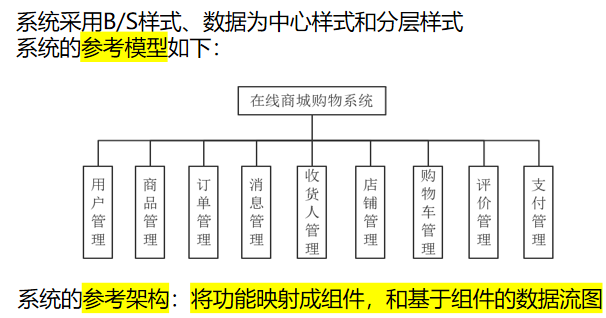 系统采用B/S样式、数据为中心样式和分层样式
系统的参考模型如下：
在线商城购物系统
用户管理
商品管理
订单管理
消息管理
收货人管理
店铺管理
购物车管理
评价管理
支付管理
系统的参考架构：将功能映射成组件，和基于组件的数据流图